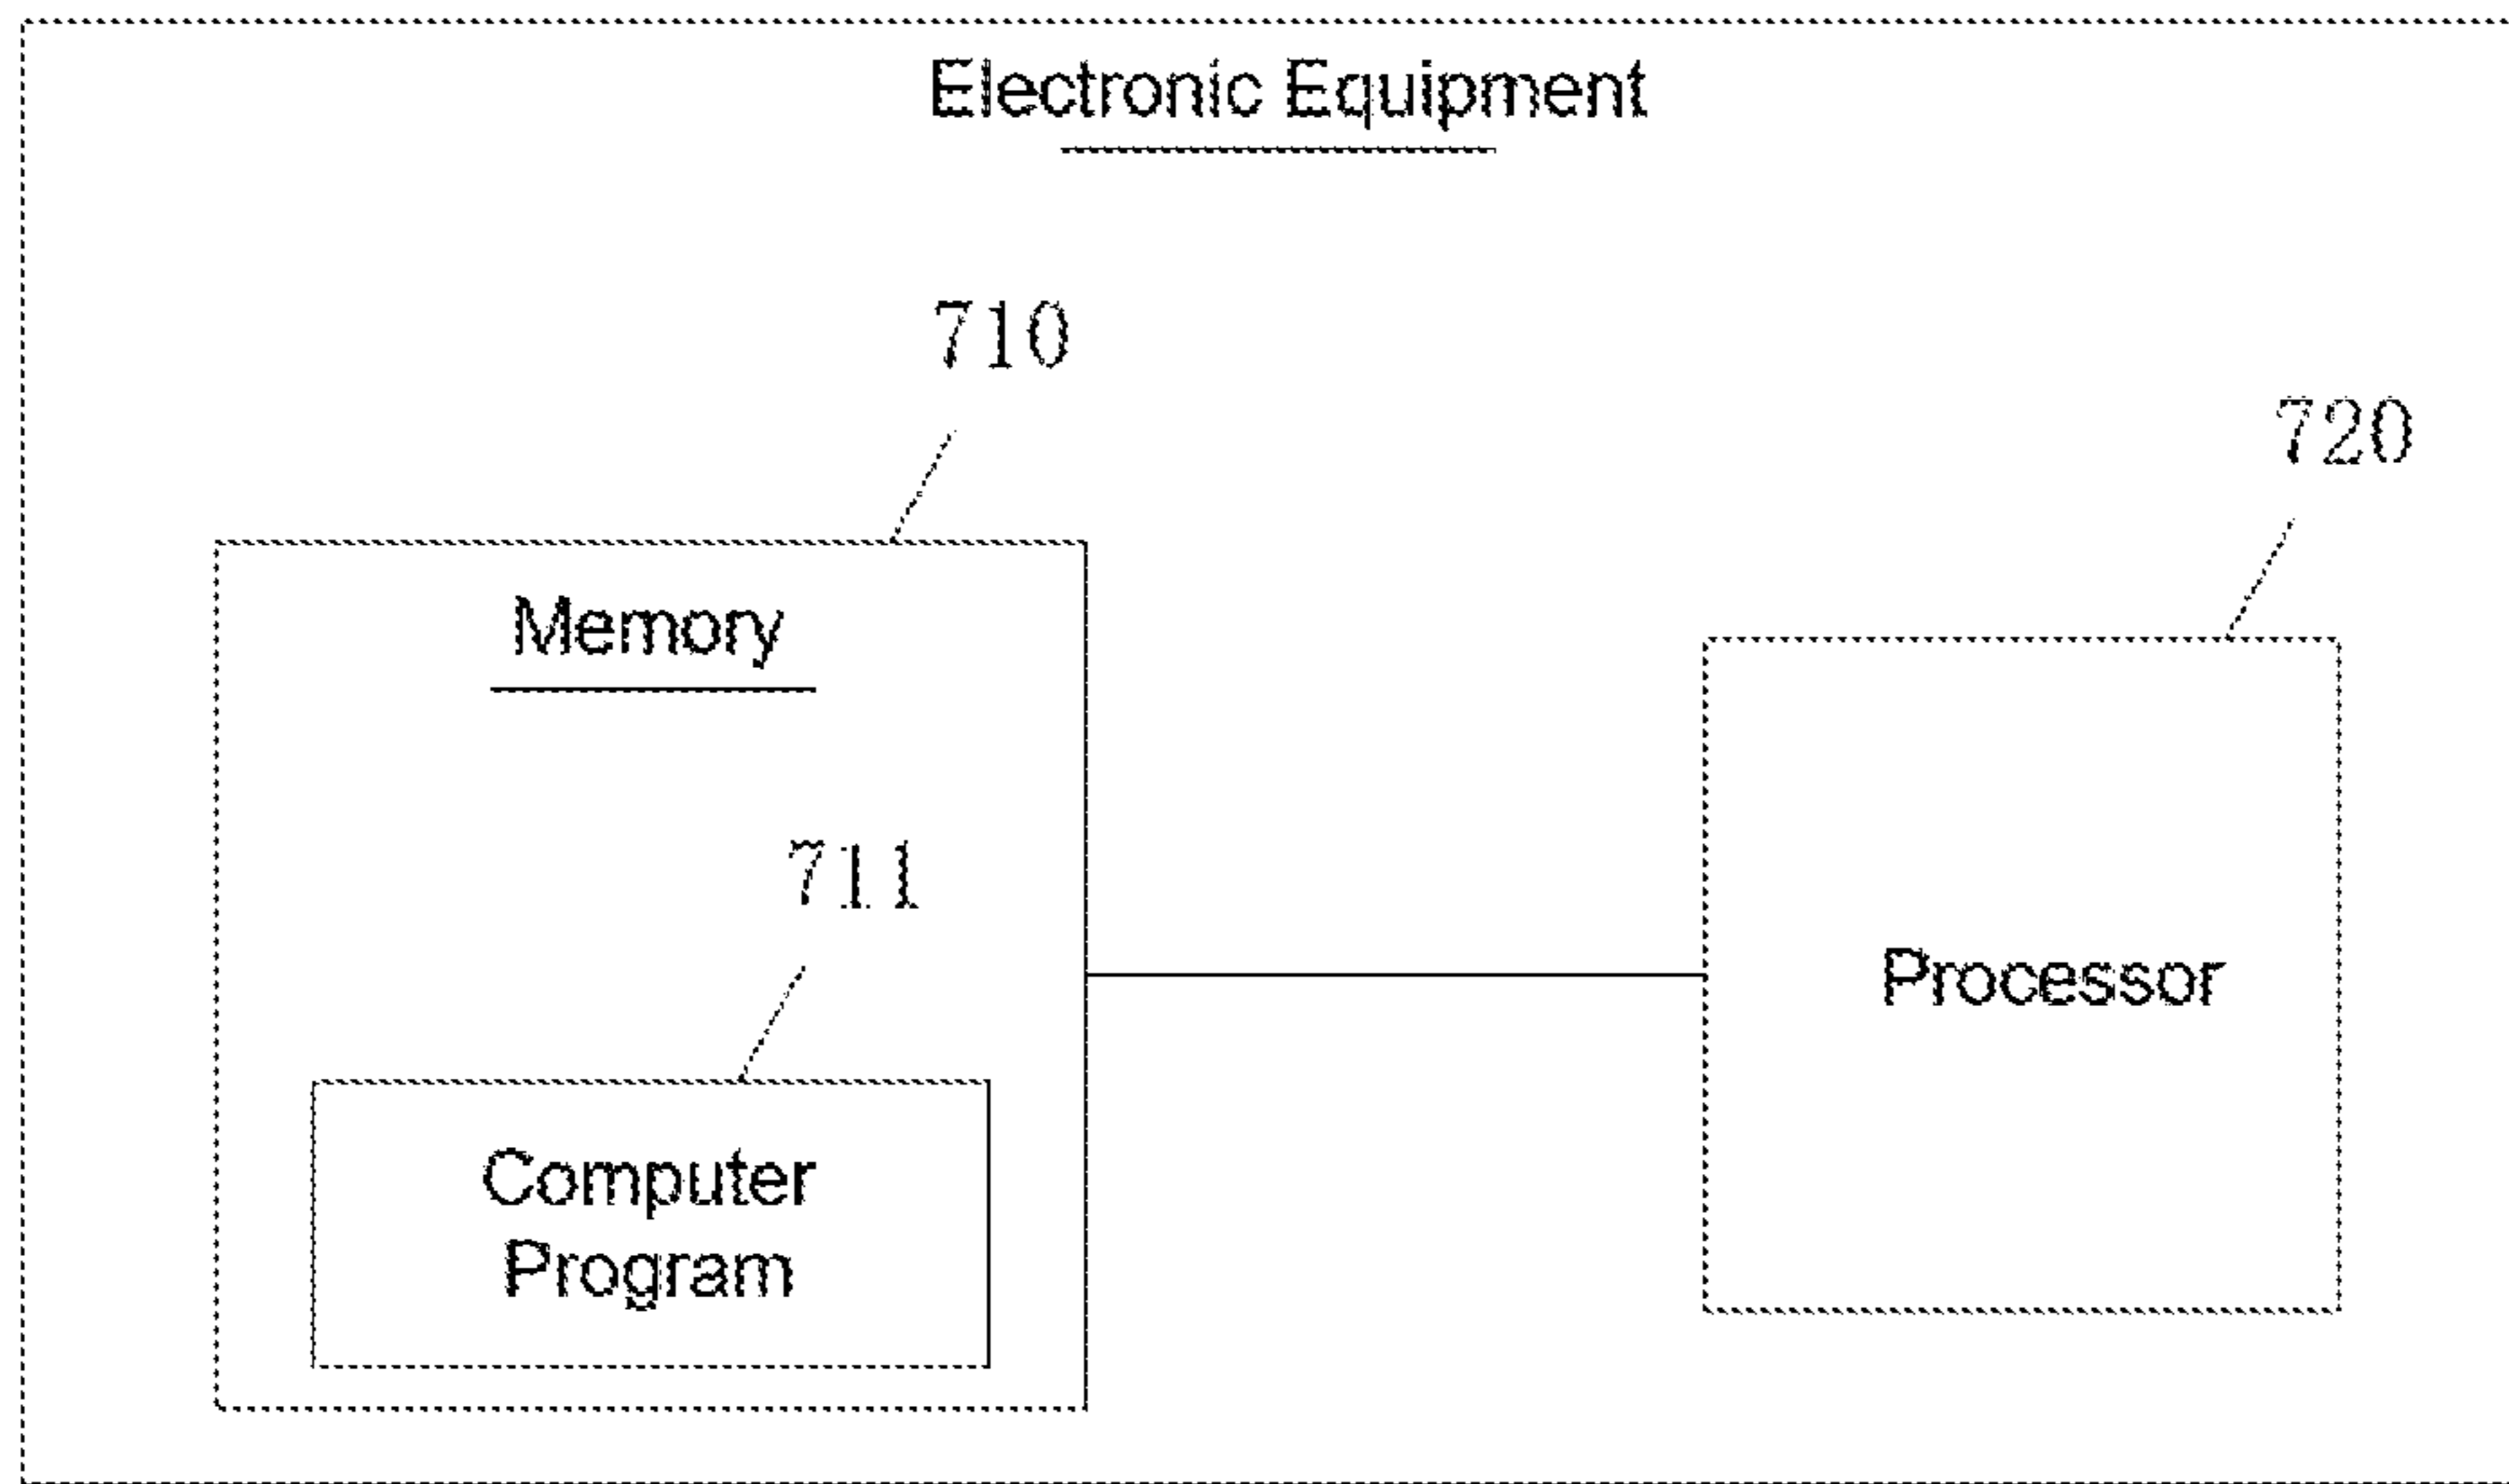 Electronic Equipment
710
720
Memory
711
Processor
Computer
Program